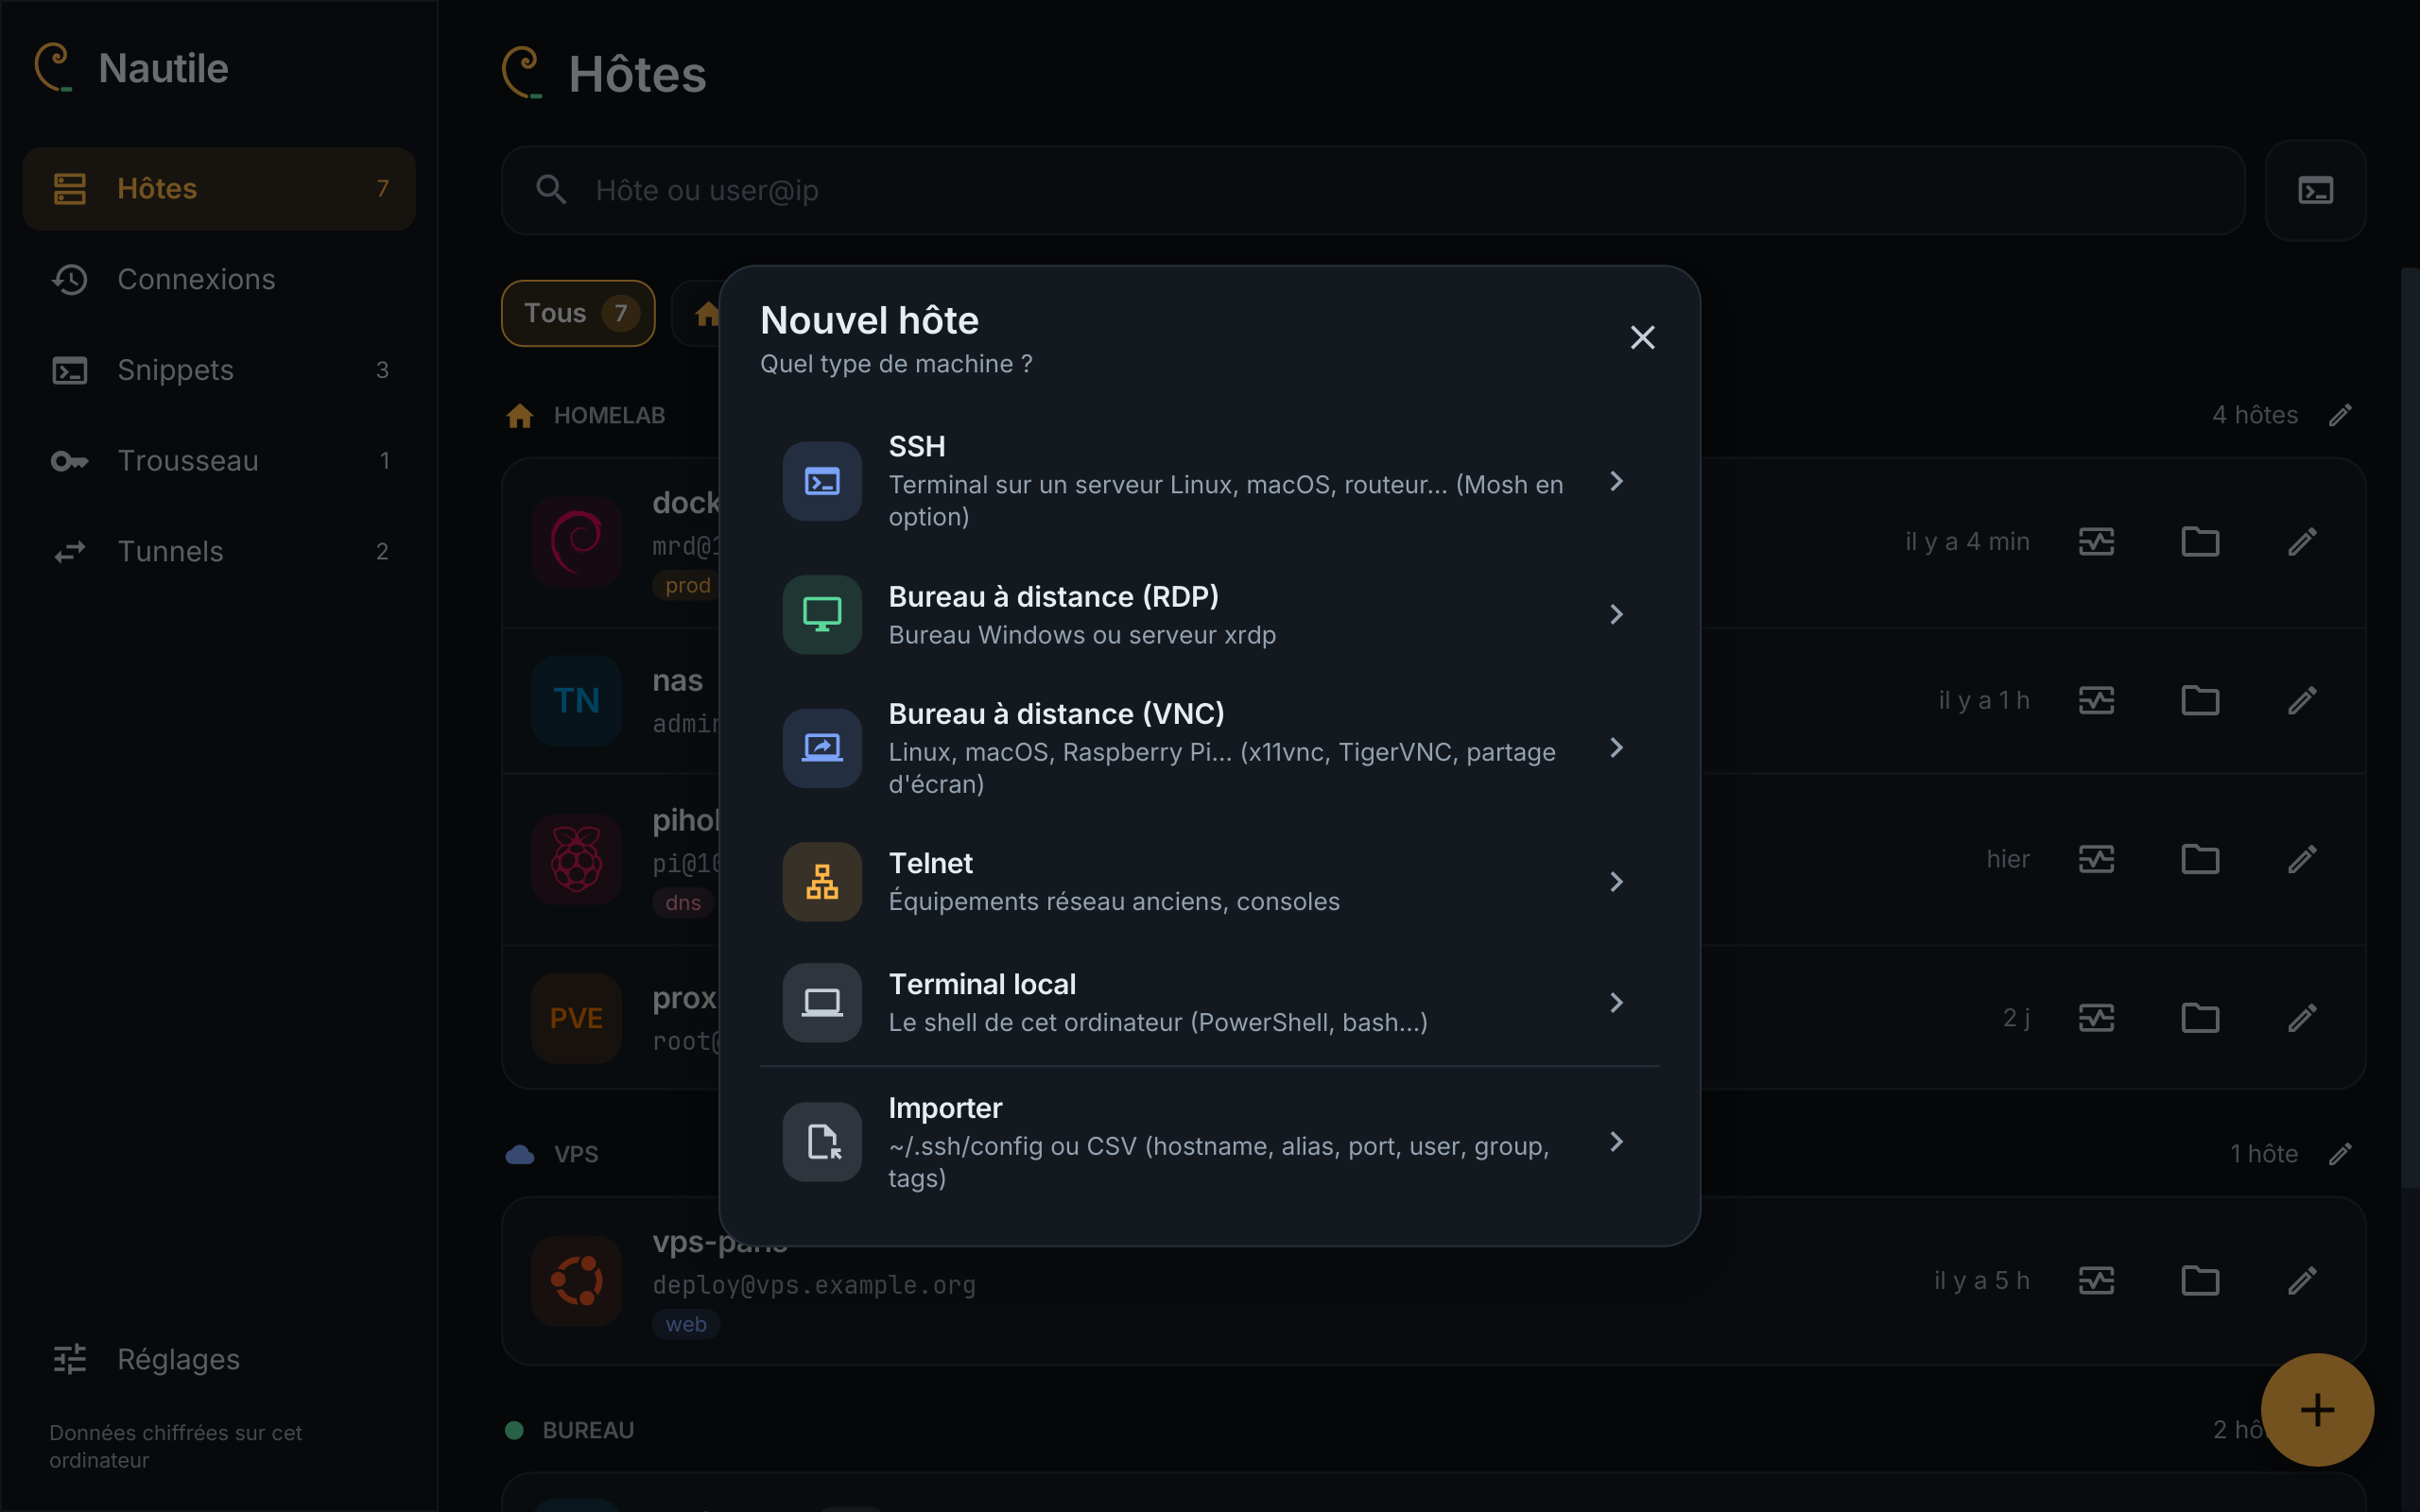 Nautile
Hôtes 7
Connexions
Snippets 3
Trousseau 1
Tunnels 2
Réglages
Données chiffrées sur cet
ordinateur
Hôtes
Hôte ou user@ip
Tous 7
HOMELAB 4 hôtes
mrd@
prod
il y a 4 min
TN
nas
il y a 1 h
pi@
dns
hier
PVE
root@
2 j
VPS 1 hôte
deploy@vps.example.org
web
il y a 5 h
BUREAU
2
Nouvel hôte
Quel type de machine ?
SSH
Terminal sur un serveur Linux, macOS, routeur... (Mosh en
option)
Bureau à distance (RDP)
Bureau Windows ou serveur xrdp
Bureau à distance (VNC)
Linux, macOS, Raspberry Pi... (x11vnc, TigerVNC, partage
d'écran)
Telnet
Équipements réseau anciens, consoles
Terminal local
Le shell de cet ordinateur (PowerShell, bash...)
Importer
~/.ssh/config ou CSV (hostname, alias, port, user, group,
tags)